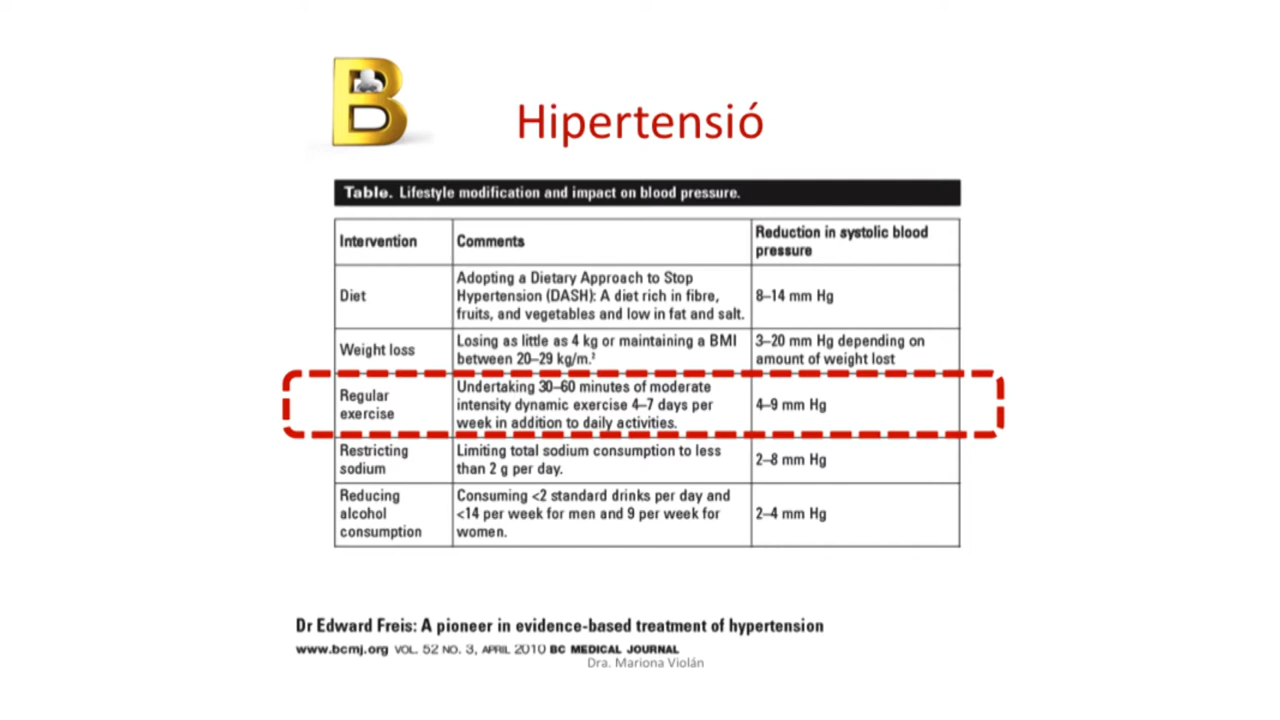 B
Hipertensió
Table. Lifestyle modification and impact on blood pressure.
Intervention
Comments
Reduction in systolic blood
pressure
Diet
Adopting a Dietary Approach to Stop
Hypertension (DASH): A diet rich in fibre,
fruits, and vegetables and low in fat and salt.
8–14 mm Hg
Weight loss
Losing as little as 4 kg or maintaining a BMI
between 20–29 kg/m.²
3–20 mm Hg depending on
amount of weight lost
Regular
exercise
Undertaking 30–60 minutes of moderate
intensity dynamic exercise 4–7 days per
week in addition to daily activities.
4–9 mm Hg
Restricting
sodium
Limiting total sodium consumption to less
than 2 g per day.
2–8 mm Hg
Reducing
alcohol
consumption
Consuming <2 standard drinks per day and
<14 per week for men and 9 per week for
women.
2–4 mm Hg
Dr Edward Freis: A pioneer in evidence-based treatment of hypertension
www.bcmj.org VOL. 52 NO. 3, APRIL 2010 BC MEDICAL JOURNAL
Dra. Mariona Violán